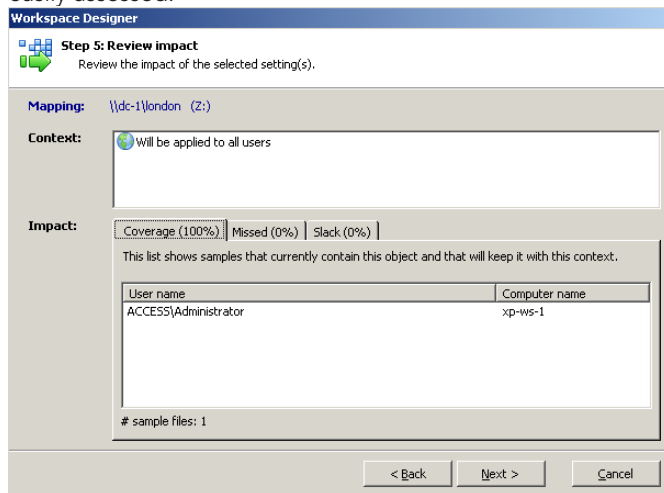 Workspace Designer
Step 5: Review impact
Review the impact of the selected setting(s).
Mapping: \\dc-1\london (Z:)
Context: Will be applied to all users
Impact: Coverage (100%) Missed (0%) Slack (0%)
This list shows samples that currently contain this object and that will keep it with this context.
User name Computer name
ACCESS\Administrator xp-ws-1
# sample files: 1
< Back Next > Cancel